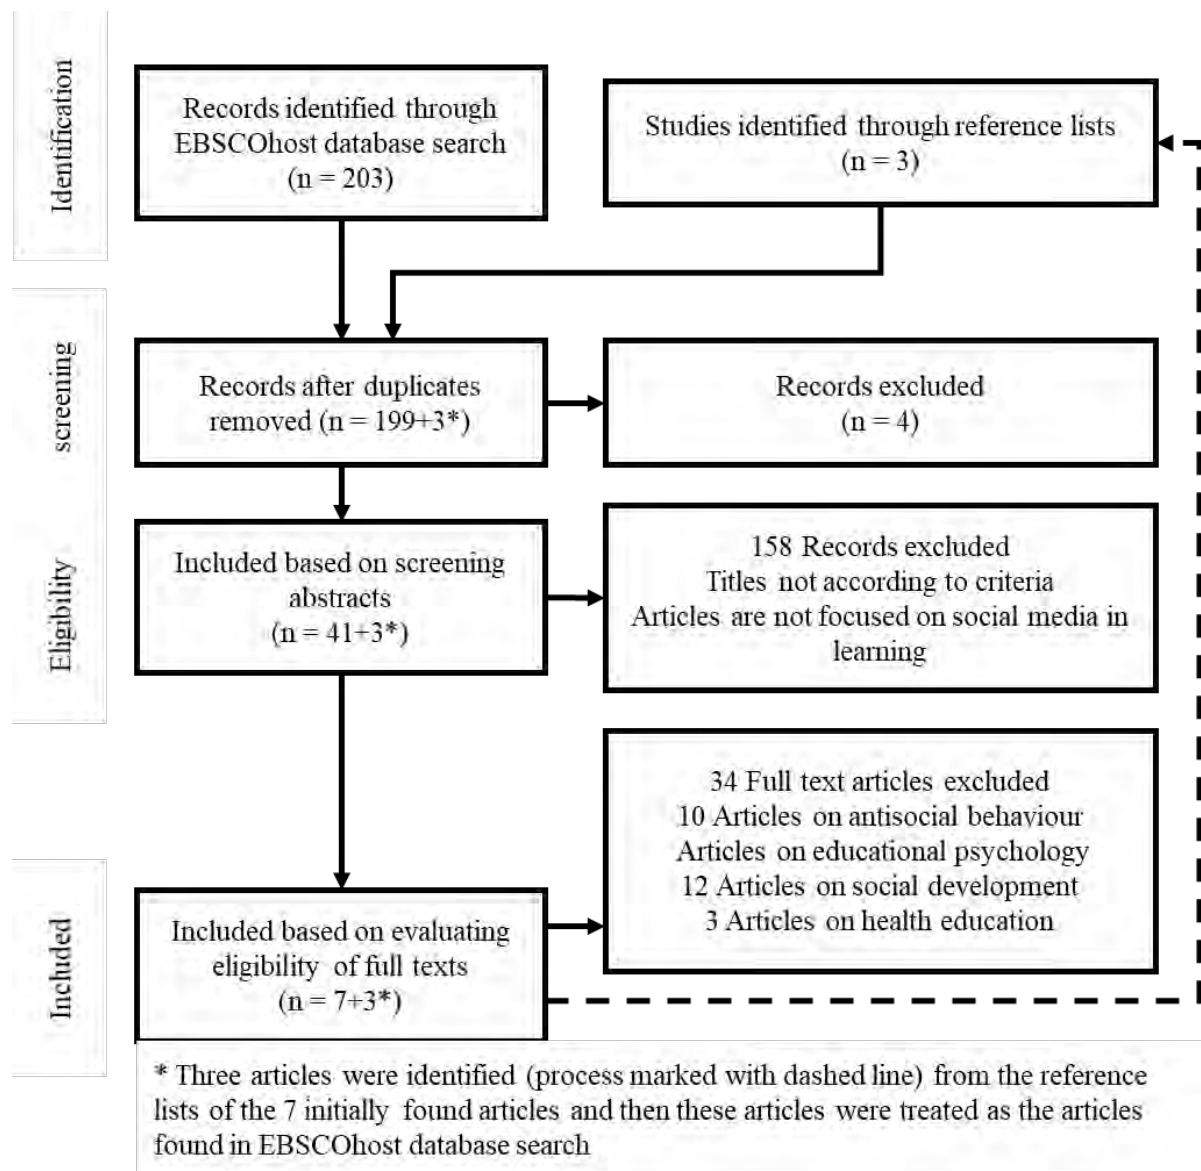 Identification
Records identified through
EBSCOhost database search
(n = 203)
Studies identified through reference lists
(n = 3)
screening
Records after duplicates
removed (n = 199+3*)
Records excluded
(n = 4)
Eligibility
Included based on screening
abstracts
(n = 41+3*)
158 Records excluded
Titles not according to criteria
Articles are not focused on social media in
learning
34 Full text articles excluded
10 Articles on antisocial behaviour
Articles on educational psychology
12 Articles on social development
3 Articles on health education
Included
Included based on evaluating
eligibility of full texts
(n = 7+3*)
* Three articles were identified (process marked with dashed line) from the reference
lists of the 7 initially found articles and then these articles were treated as the articles
found in EBSCOhost database search